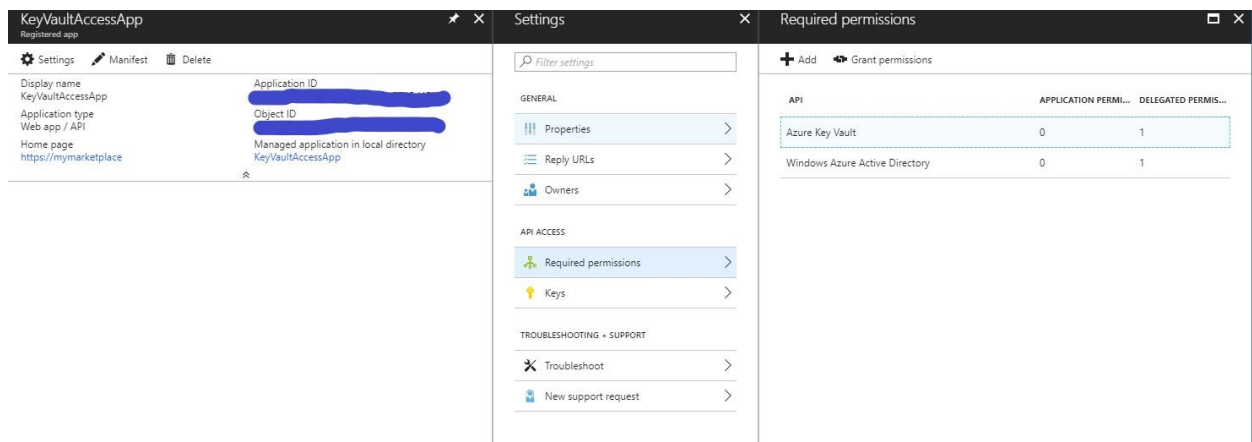 KeyVaultAccessApp
Registered app
Settings Manifest Delete
Display name
KeyVaultAccessApp
Application type
Web app / API
Home page
https://mymarketplace
Application ID
Object ID
Managed application in local directory
KeyVaultAccessApp
Settings
Filter settings
GENERAL
Properties
Reply URLs
Owners
API ACCESS
Required permissions
Keys
TROUBLESHOOTING + SUPPORT
Troubleshoot
New support request
Required permissions
Add Grant permissions
API APPLICATION PERMI... DELEGATED PERMIS...
Azure Key Vault 0 1
Windows Azure Active Directory 0 1